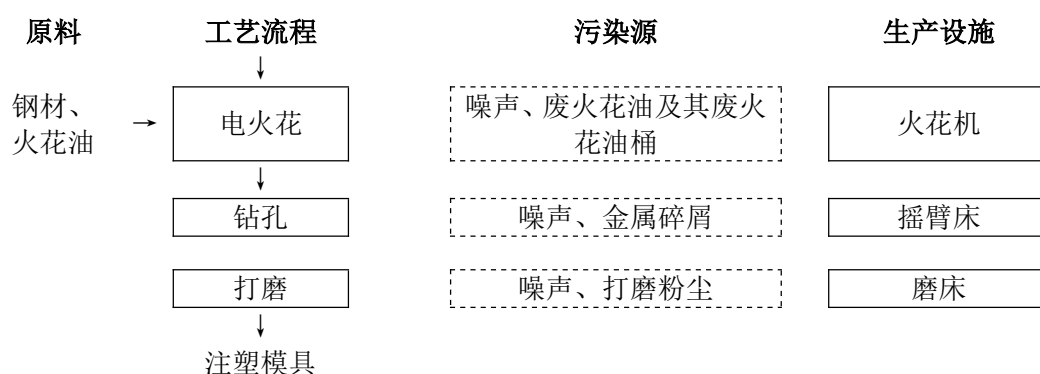 原料 工艺流程 污染源 生产设施
钢材、
火花油
电火花
噪声、废火花油及其废火
花油桶
火花机
钻孔 噪声、金属碎屑 摇臂床
打磨 噪声、打磨粉尘 磨床
注塑模具